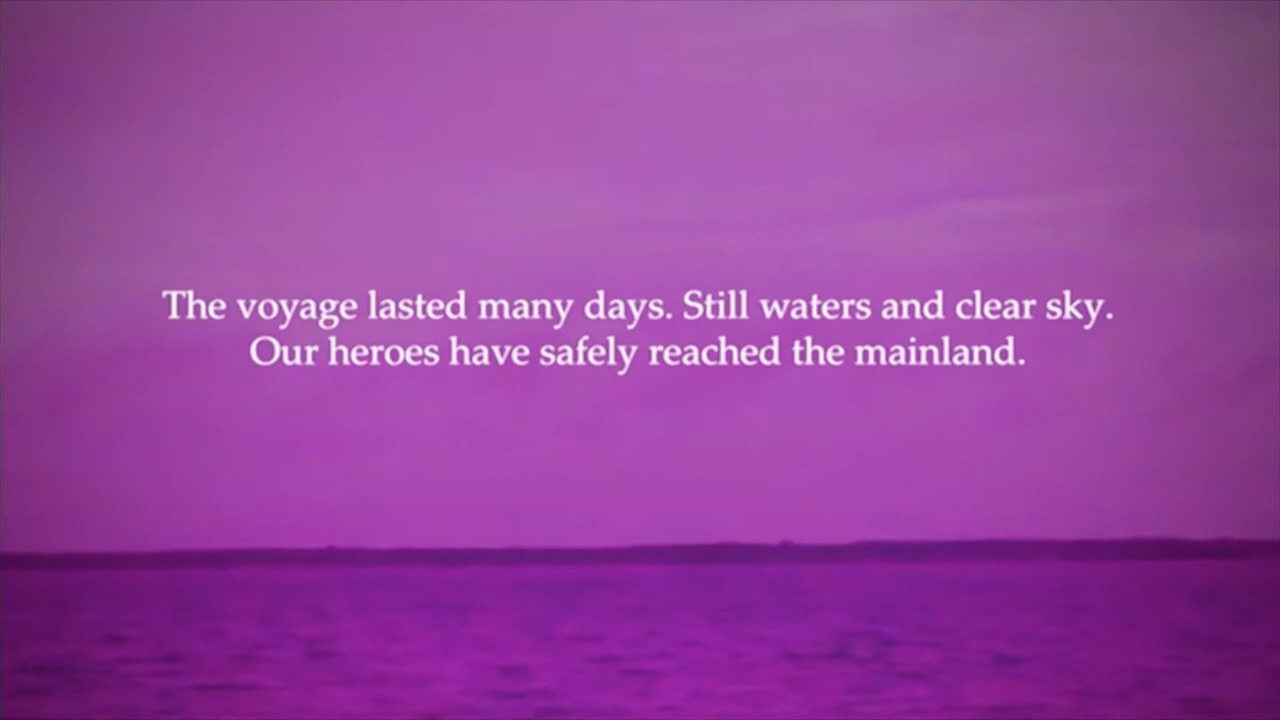 The voyage lasted many days. Still waters and clear sky.
Our heroes have safely reached the mainland.